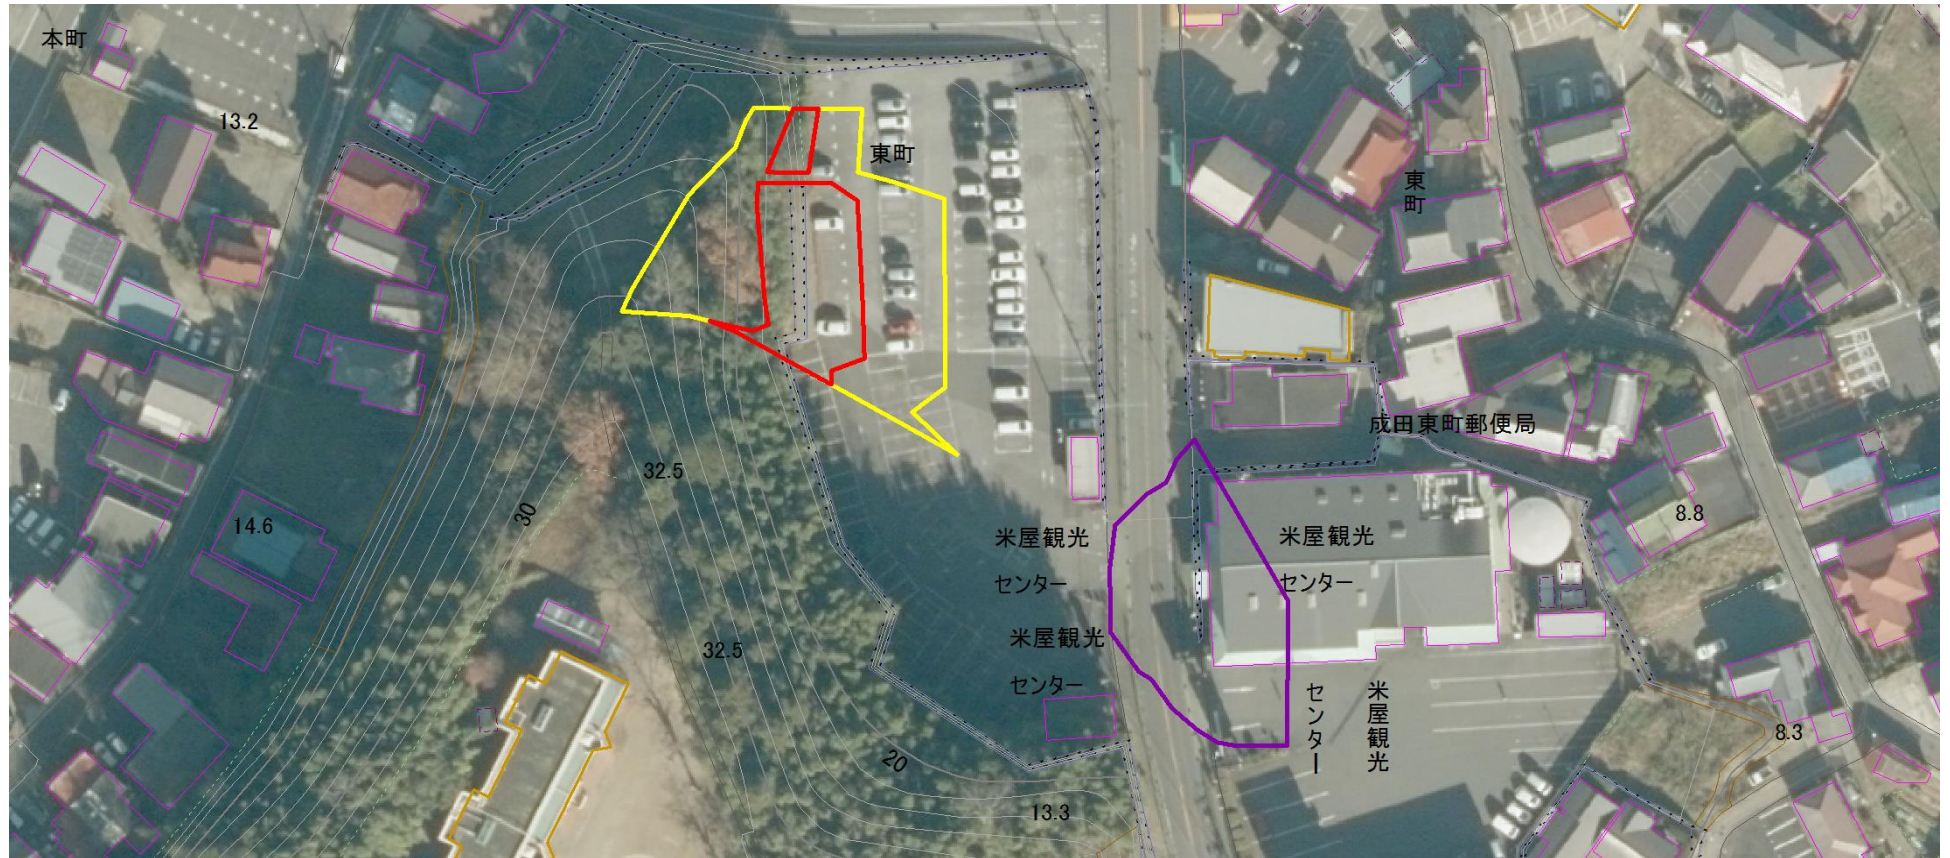 本町
13.2
東町
東町
成田東町郵便局
32.5
30
14.6
8.8
米屋観光
センター
米屋観光
センター
米屋観光
センター
32.5
米屋観光
センター
8.3
20
13.3